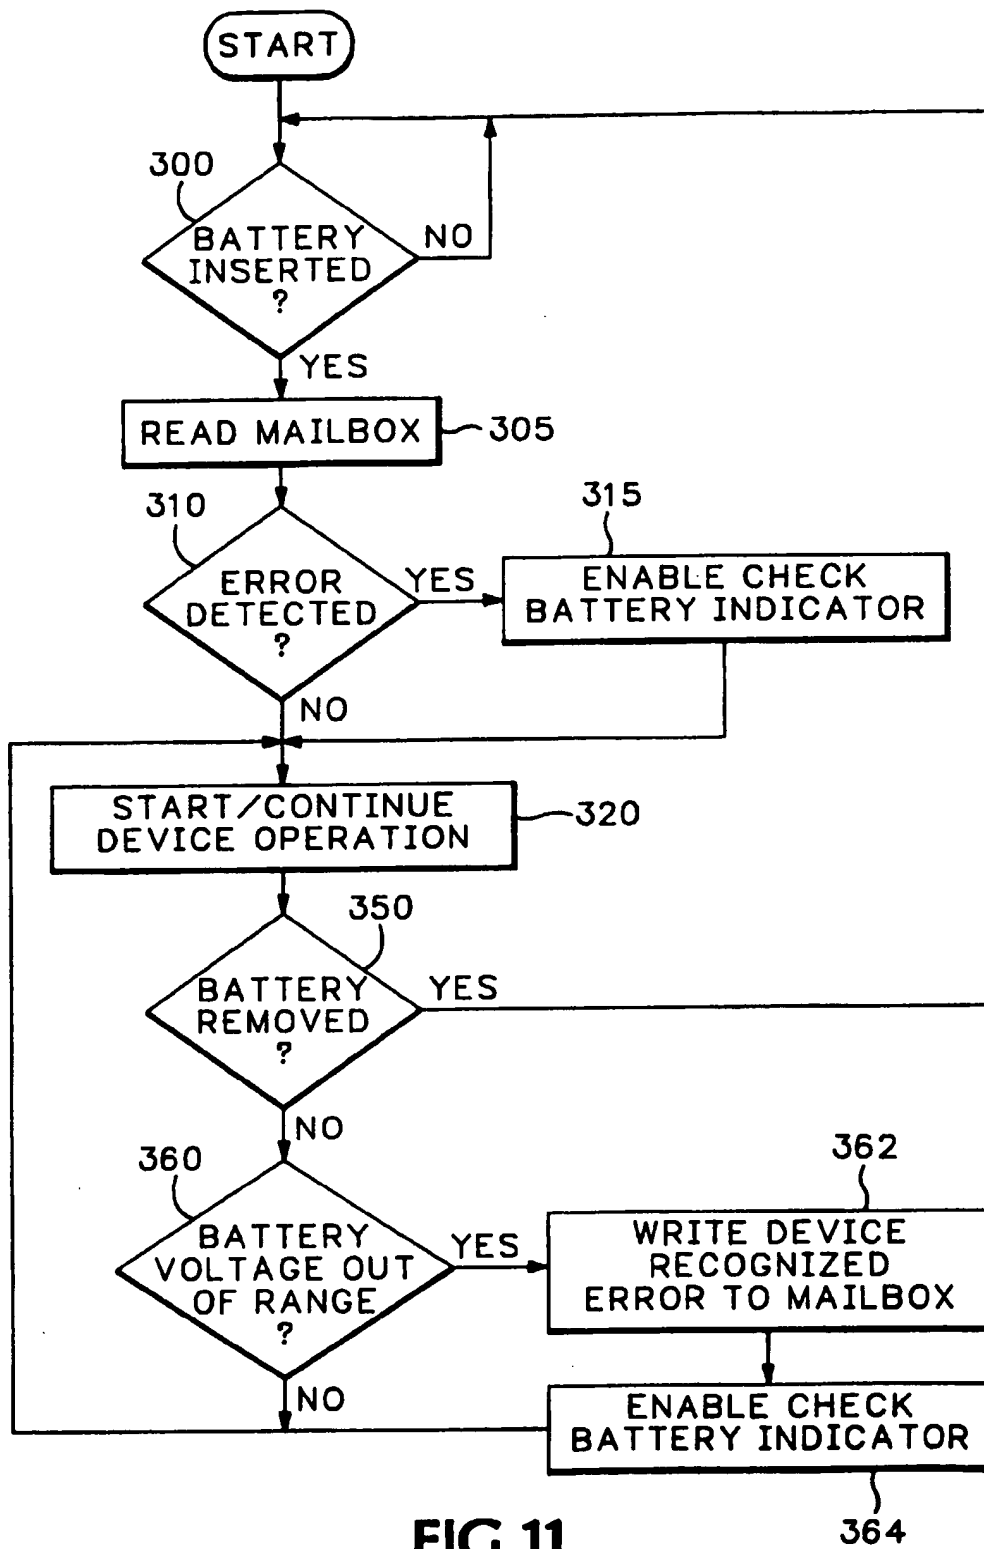 START
300
BATTERY
INSERTED
?
NO
YES
READ MAILBOX
305
310
ERROR
DETECTED
?
YES
315
ENABLE CHECK
BATTERY INDICATOR
NO
START/CONTINUE
DEVICE OPERATION
320
350
BATTERY
REMOVED
?
YES
NO
360
BATTERY
VOLTAGE OUT
OF RANGE
?
YES
362
WRITE DEVICE
RECOGNIZED
ERROR TO MAILBOX
NO
ENABLE CHECK
BATTERY INDICATOR
364
FIG.11